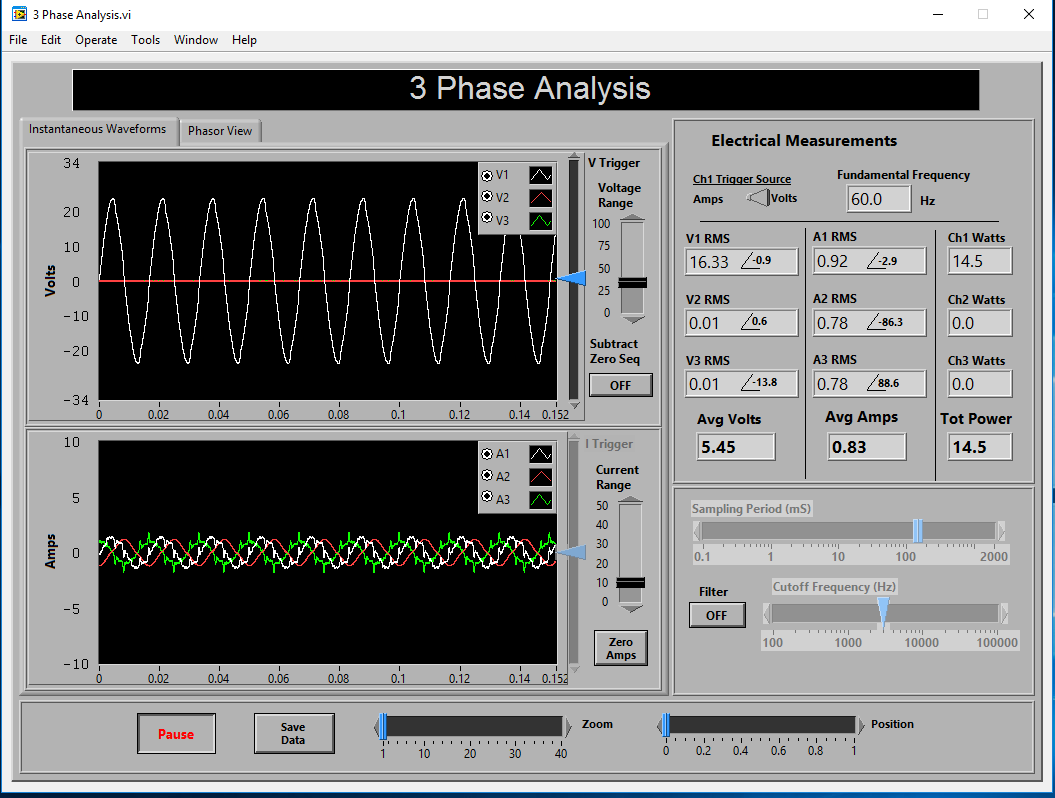 3 Phase Analysis.vi
File Edit Operate Tools Window Help
3 Phase Analysis
Instantaneous Waveforms
Phasor View
34
20
10
0
-10
-20
-34
Volts
0 0.02 0.04 0.06 0.08 0.1 0.12 0.14 0.152
V1
V2
V3
V Trigger
Voltage
Range
100
75
50
25
0
Subtract
Zero Seq
OFF
10
5
0
-5
-10
Amps
0 0.02 0.04 0.06 0.08 0.1 0.12 0.14 0.152
A1
A2
A3
I Trigger
Current
Range
50
40
30
20
10
0
Zero
Amps
Electrical Measurements
Ch1 Trigger Source
Amps Volts
Fundamental Frequency
60.0 Hz
V1 RMS A1 RMS Ch1 Watts
16.33 -0.9 0.92 -2.9 14.5
V2 RMS A2 RMS Ch2 Watts
0.01 0.6 0.78 -86.3 0.0
V3 RMS A3 RMS Ch3 Watts
0.01 -13.8 0.78 88.6 0.0
Avg Volts Avg Amps Tot Power
5.45 0.83 14.5
Sampling Period (mS)
0.1 1 10 100 2000
Filter
OFF
Cutoff Frequency (Hz)
100 1000 10000 100000
Pause
Save
Data
Zoom
1 10 20 30 40
Position
0 0.2 0.4 0.6 0.8 1